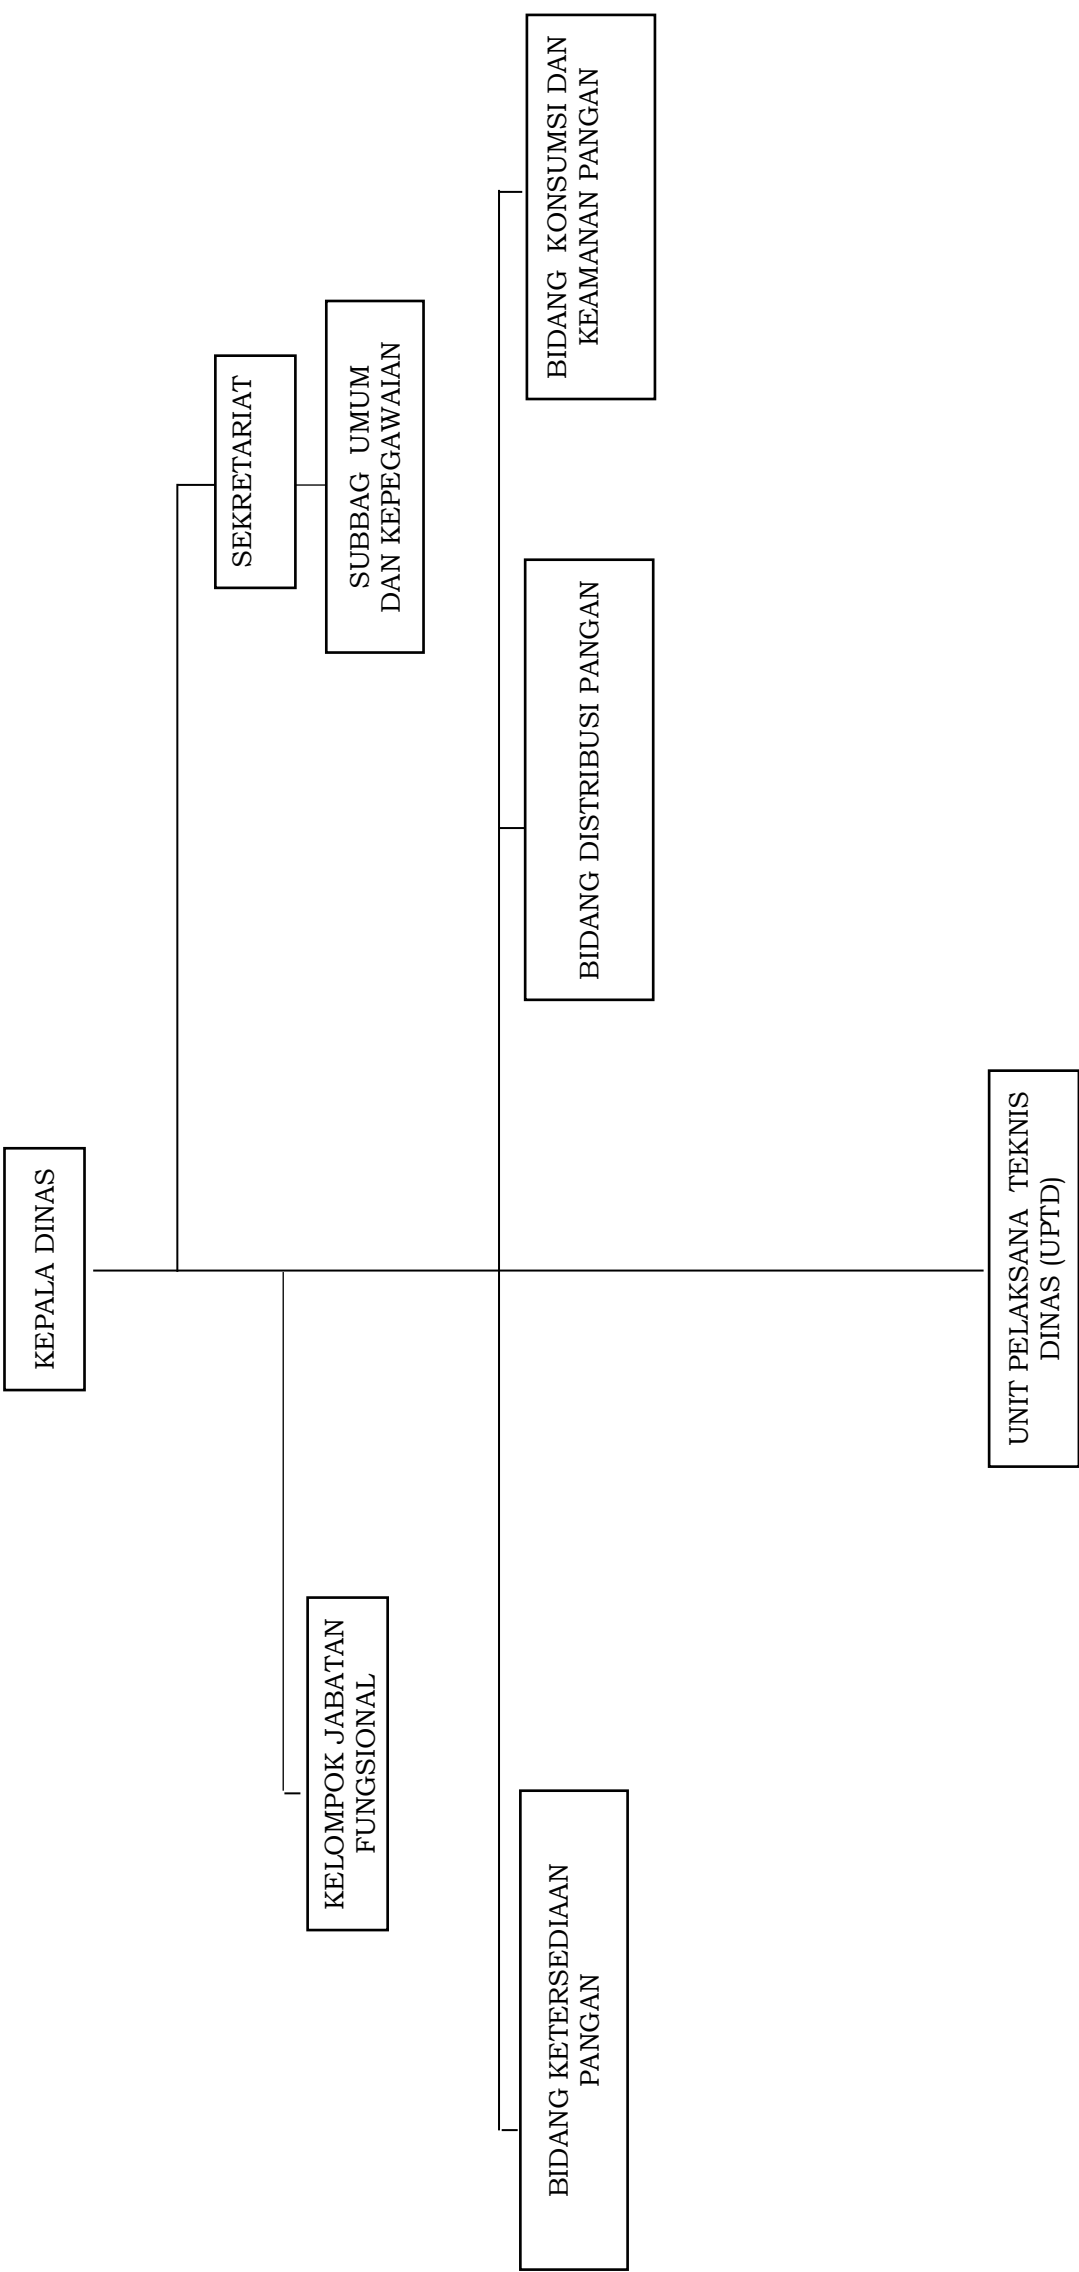 KEPALA DINAS
SEKRETARIAT
KELOMPOK JABATAN
FUNGSIONAL
SUBBAG UMUM
DAN KEPEGAWAIAN
BIDANG KETERSEDIAAN
PANGAN
BIDANG DISTRIBUSI PANGAN
BIDANG KONSUMSI DAN
KEAMANAN PANGAN
UNIT PELAKSANA TEKNIS
DINAS (UPTD)